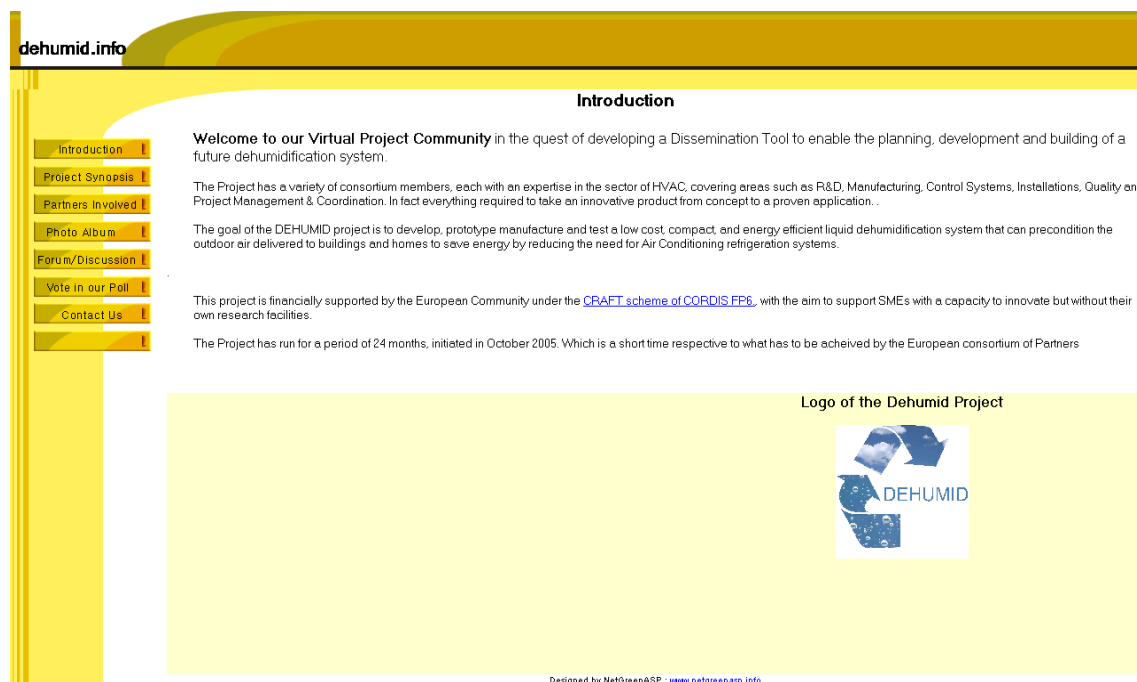 dehumid.info
Introduction
Introduction
Project Synopsis
Partners Involved
Photo Album
Forum/Discussion
Vote in our Poll
Contact Us
Welcome to our Virtual Project Community in the quest of developing a Dissemination Tool to enable the planning, development and building of a
future dehumidification system.
The Project has a variety of consortium members, each with an expertise in the sector of HVAC, covering areas such as R&D, Manufacturing, Control Systems, Installations, Quality an
Project Management & Coordination. In fact everything required to take an innovative product from concept to a proven application. .
The goal of the DEHUMID project is to develop, prototype manufacture and test a low cost, compact, and energy efficient liquid dehumidification system that can precondition the
outdoor air delivered to buildings and homes to save energy by reducing the need for Air Conditioning refrigeration systems.
.
This project is financially supported by the European Community under the CRAFT scheme of CORDIS FP6., with the aim to support SMEs with a capacity to innovate but without their
own research facilities.
The Project has run for a period of 24 months, initiated in October 2005. Which is a short time respective to what has to be acheived by the European consortium of Partners
Logo of the Dehumid Project
DEHUMID
Designed by NetGreenASP : www.netgreenasp.info